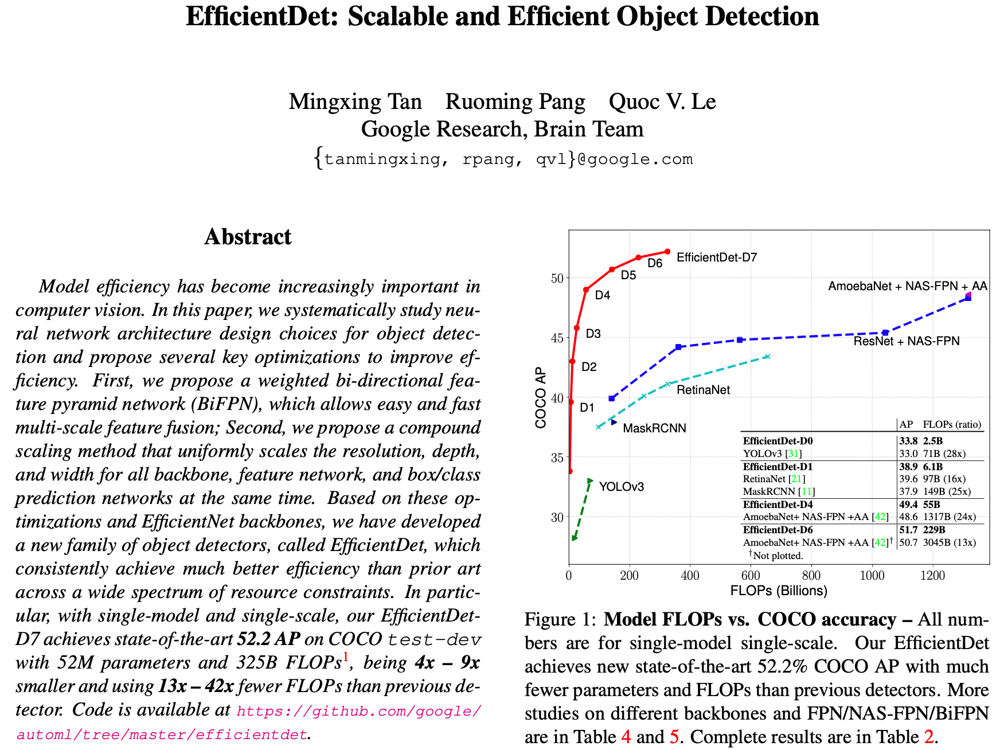 EfficientDet: Scalable and Efficient Object Detection
Mingxing Tan Ruoming Pang Quoc V. Le
Google Research, Brain Team
{tanmingxing, rpang, qvl}@google.com
Abstract
Model efficiency has become increasingly important in
computer vision. In this paper, we systematically study neu-
ral network architecture design choices for object detec-
tion and propose several key optimizations to improve ef-
ficiency. First, we propose a weighted bi-directional fea-
ture pyramid network (BiFPN), which allows easy and fast
multi-scale feature fusion; Second, we propose a compound
scaling method that uniformly scales the resolution, depth,
and width for all backbone, feature network, and box/class
prediction networks at the same time. Based on these op-
timizations and EfficientNet backbones, we have developed
a new family of object detectors, called EfficientDet, which
consistently achieve much better efficiency than prior art
across a wide spectrum of resource constraints. In partic-
ular, with single-model and single-scale, our EfficientDet-
D7 achieves state-of-the-art 52.2 AP on COCO test-dev
with 52M parameters and 325B FLOPs1, being 4x – 9x
smaller and using 13x – 42x fewer FLOPs than previous de-
tector. Code is available at https://github.com/google/
automl/tree/master/efficientdet.
COCO AP
50
45
40
35
30
EfficientDet-D7
D6
D5
D4
D3
D2
D1
AmoebaNet + NAS-FPN + AA
ResNet + NAS-FPN
RetinaNet
MaskRCNN
YOLOv3
AP FLOPs (ratio)
EfficientDet-D0 33.8 2.5B
YOLOv3 [31] 33.0 71B (28x)
EfficientDet-D1 38.9 6.1B
RetinaNet [21] 39.6 97B (16x)
MaskRCNN [11] 37.9 149B (25x)
EfficientDet-D4 49.4 55B
AmoebaNet+ NAS-FPN +AA [42] 48.6 1317B (24x)
EfficientDet-D6 51.7 229B
AmoebaNet+ NAS-FPN +AA [42]† 50.7 3045B (13x)
†Not plotted.
0 200 400 600 800 1000 1200
FLOPs (Billions)
Figure 1: Model FLOPs vs. COCO accuracy – All num-
bers are for single-model single-scale. Our EfficientDet
achieves new state-of-the-art 52.2% COCO AP with much
fewer parameters and FLOPs than previous detectors. More
studies on different backbones and FPN/NAS-FPN/BiFPN
are in Table 4 and 5. Complete results are in Table 2.